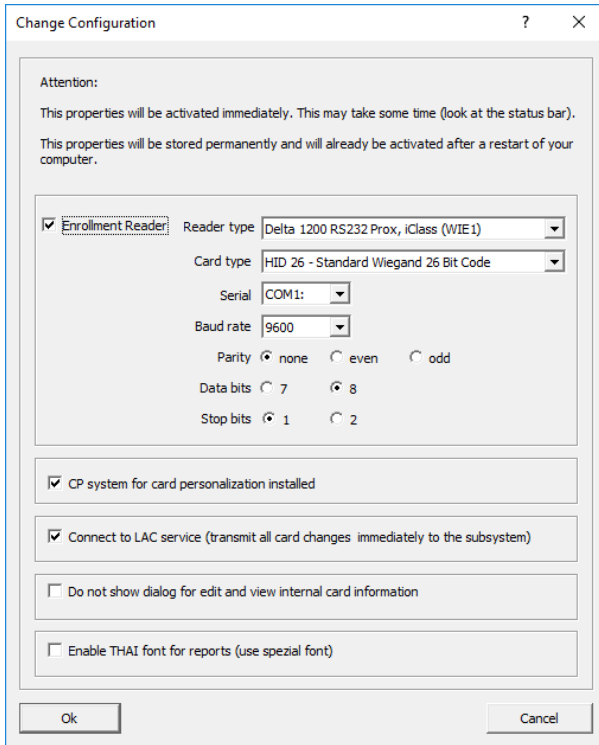 Change Configuration
Attention:
This properties will be activated immediately. This may take some time (look at the status bar).
This properties will be stored permanently and will already be activated after a restart of your
computer.
Enrollment Reader Reader type Delta 1200 RS232 Prox, iClass (WIE1)
Card type HID 26 - Standard Wiegand 26 Bit Code
Serial COM1:
Baud rate 9600
Parity none even odd
Data bits 7 8
Stop bits 1 2
CP system for card personalization installed
Connect to LAC service (transmit all card changes immediately to the subsystem)
Do not show dialog for edit and view internal card information
Enable THAI font for reports (use spezial font)
Ok Cancel